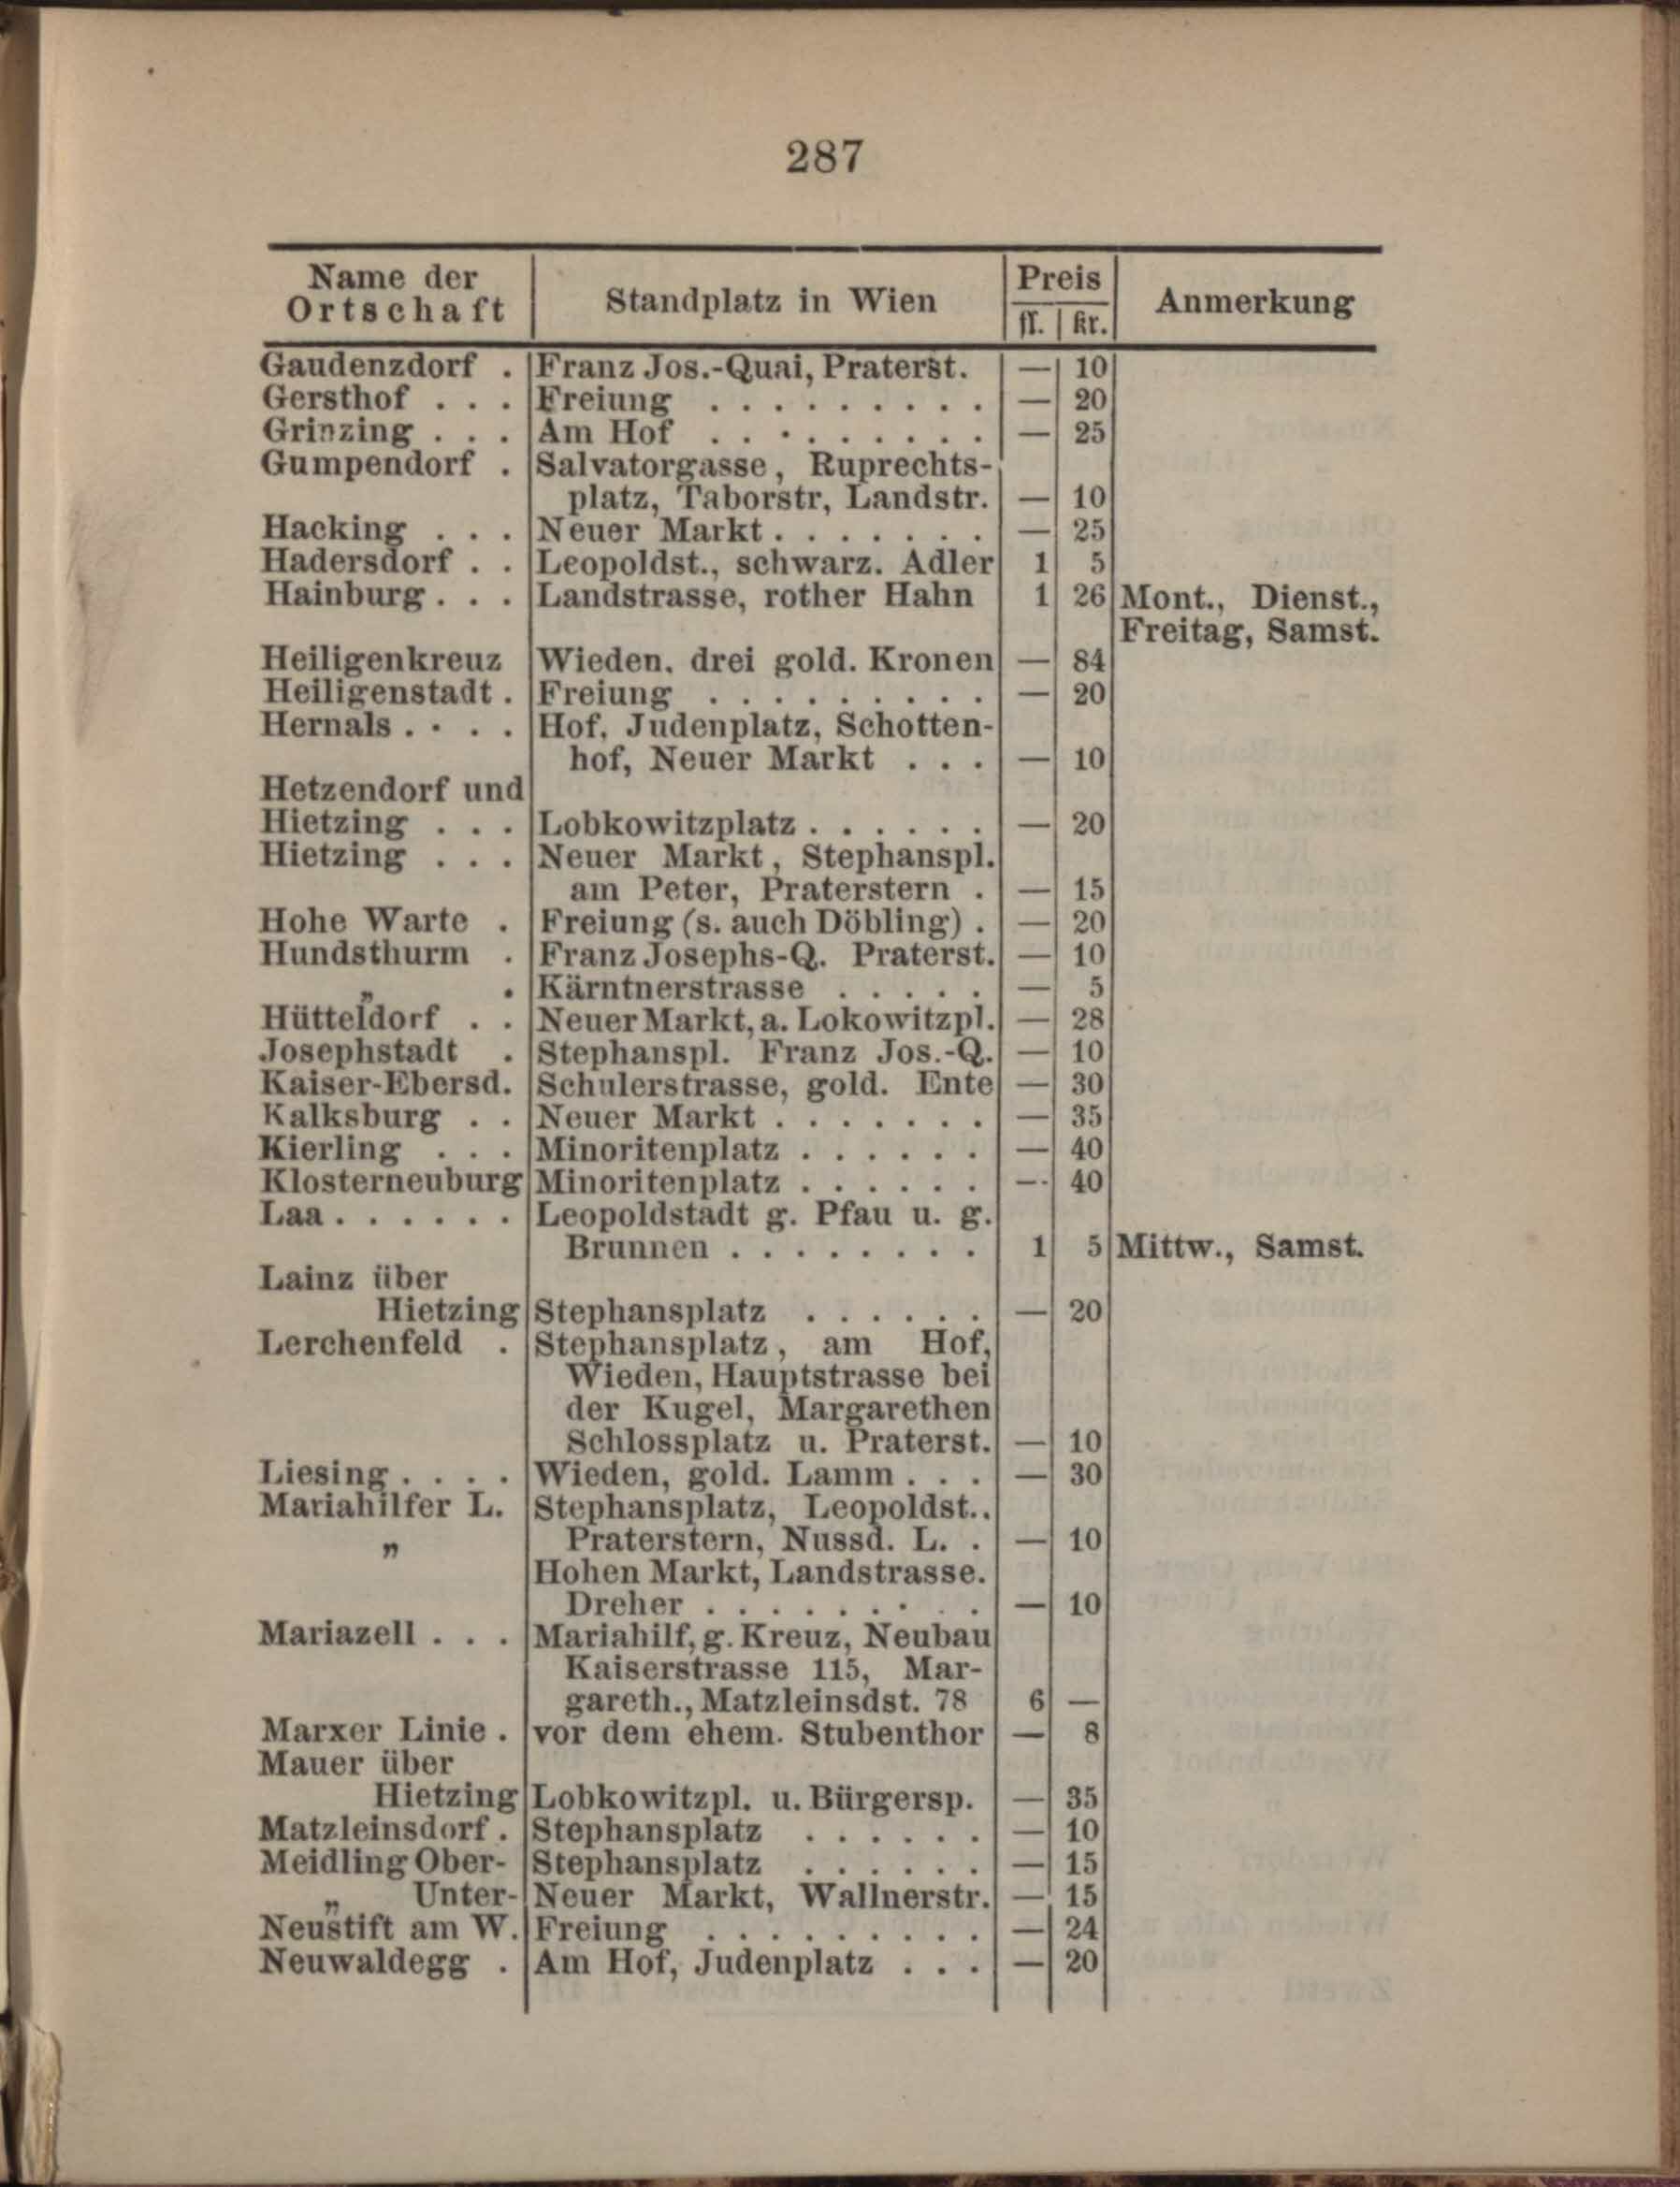 287
Name der Ortschaft | Standplatz in Wien | Preis fl. | kr. | Anmerkung
Gaudenzdorf . Franz Jos.-Quai, Praterst. — 10
Gersthof . . . Freiung . . . . . . . . . — 20
Grinzing . . . Am Hof . . . . . . . . . — 25
Gumpendorf . Salvatorgasse, Ruprechts-
platz, Taborstr, Landstr. — 10
Hacking . . . Neuer Markt . . . . . . . — 25
Hadersdorf . . Leopoldst., schwarz. Adler 1 5
Hainburg . . . Landstrasse, rother Hahn 1 26 Mont., Dienst.,
Freitag, Samst.
Heiligenkreuz Wieden. drei gold. Kronen — 84
Heiligenstadt . Freiung . . . . . . . . . — 20
Hernals . . . . Hof, Judenplatz, Schotten-
hof, Neuer Markt . . . — 10
Hetzendorf und
Hietzing . . . Lobkowitzplatz . . . . . . — 20
Hietzing . . . Neuer Markt, Stephanspl.
am Peter, Praterstern . — 15
Hohe Warte . Freiung (s. auch Döbling) . — 20
Hundsthurm . Franz Josephs-Q. Praterst. — 10
„ . Kärntnerstrasse . . . . . — 5
Hütteldorf . . Neuer Markt, a. Lokowitzpl. — 28
Josephstadt . Stephanspl. Franz Jos.-Q. — 10
Kaiser-Ebersd. Schulerstrasse, gold. Ente — 30
Kalksburg . . Neuer Markt . . . . . . . — 35
Kierling . . . Minoritenplatz . . . . . . — 40
Klosterneuburg Minoritenplatz . . . . . . — 40
Laa . . . . . . Leopoldstadt g. Pfau u. g.
Brunnen . . . . . . . . 1 5 Mittw., Samst.
Lainz über
Hietzing Stephansplatz . . . . . . — 20
Lerchenfeld . Stephansplatz, am Hof,
Wieden, Hauptstrasse bei
der Kugel, Margarethen
Schlossplatz u. Praterst. — 10
Liesing . . . . Wieden, gold. Lamm . . . — 30
Mariahilfer L. Stephansplatz, Leopoldst..
„ Praterstern, Nussd. L. . — 10
Hohen Markt, Landstrasse.
Dreher . . . . . . . . . — 10
Mariazell . . . Mariahilf, g. Kreuz, Neubau
Kaiserstrasse 115, Mar-
gareth., Matzleinsdst. 78 6 —
Marxer Linie . vor dem ehem. Stubenthor — 8
Mauer über
Hietzing Lobkowitzpl. u. Bürgersp. — 35
Matzleinsdorf . Stephansplatz . . . . . . — 10
Meidling Ober- Stephansplatz . . . . . . — 15
„ Unter- Neuer Markt, Wallnerstr. — 15
Neustift am W. Freiung . . . . . . . . . — 24
Neuwaldegg . Am Hof, Judenplatz . . . — 20